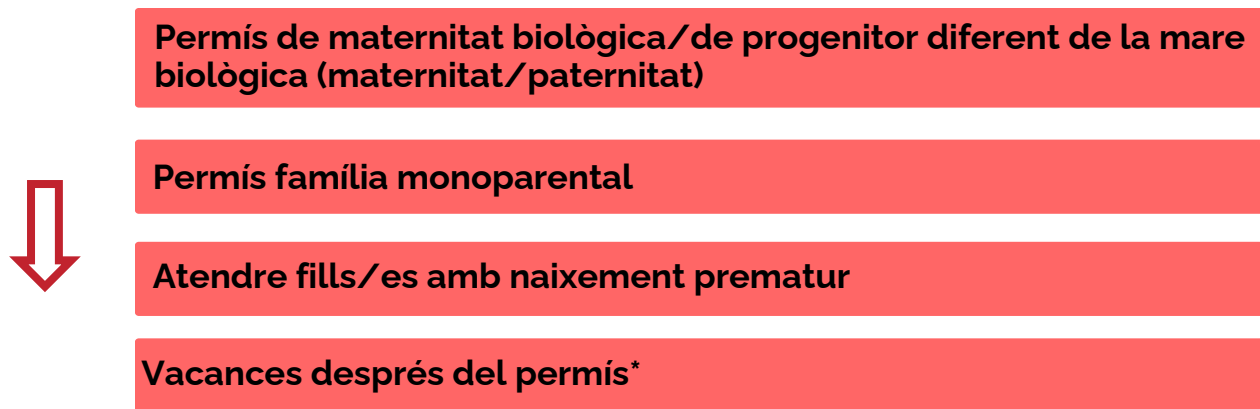 Permís de maternitat biològica/de progenitor diferent de la mare
biològica (maternitat/paternitat)
Permís família monoparental
Atendre fills/es amb naixement prematur
Vacances després del permís*